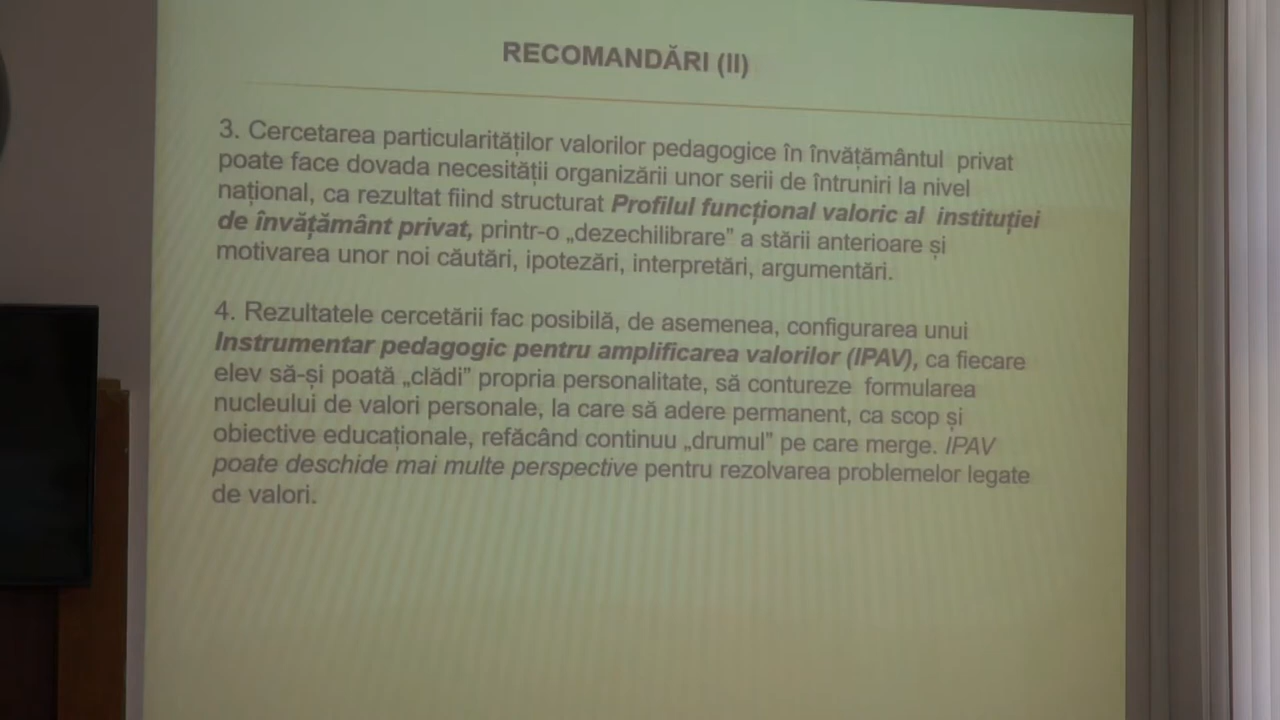 RECOMANDĂRI (II)
3. Cercetarea particularităților valorilor pedagogice în învățământul privat
poate face dovada necesității organizării unor serii de întruniri la nivel
național, ca rezultat fiind structurat Profilul funcțional valoric al instituției
de învățământ privat, printr-o „dezechilibrare” a stării anterioare și
motivarea unor noi căutări, ipotezări, interpretări, argumentări.
4. Rezultatele cercetării fac posibilă, de asemenea, configurarea unui
Instrumentar pedagogic pentru amplificarea valorilor (IPAV), ca fiecare
elev să-și poată „clădi” propria personalitate, să contureze formularea
nucleului de valori personale, la care să adere permanent, ca scop și
obiective educaționale, refăcând continuu „drumul” pe care merge. IPAV
poate deschide mai multe perspective pentru rezolvarea problemelor legate
de valori.